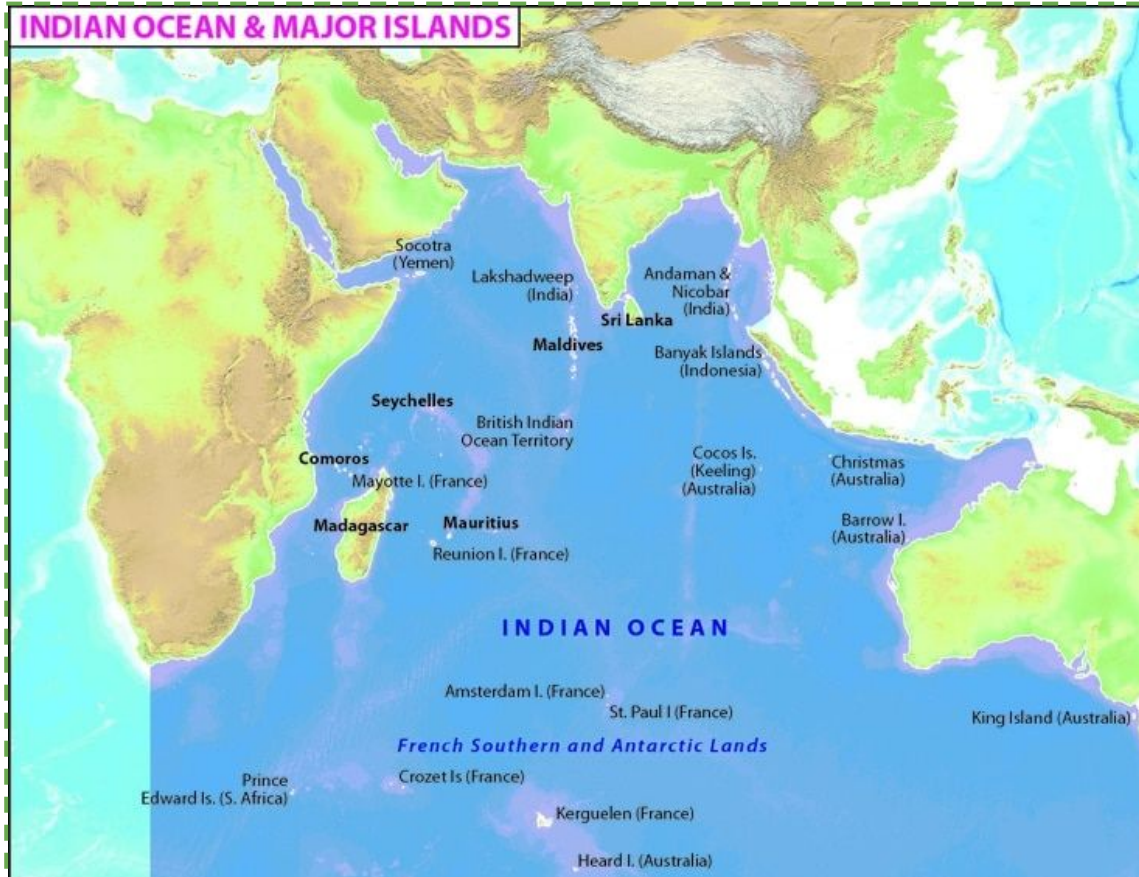 INDIAN OCEAN & MAJOR ISLANDS
Socotra
(Yemen)
Lakshadweep
(India)
Andaman &
Nicobar
(India)
Sri Lanka
Maldives
Banyak Islands
(Indonesia)
Seychelles
British Indian
Ocean Territory
Comoros
Mayotte I. (France)
Cocos Is.
(Keeling)
(Australia)
Christmas
(Australia)
Madagascar
Mauritius
Reunion I. (France)
Barrow I.
(Australia)
INDIAN OCEAN
Amsterdam I. (France)
St. Paul I (France)
King Island (Australia)
French Southern and Antarctic Lands
Prince
Edward Is. (S. Africa)
Crozet Is (France)
Kerguelen (France)
Heard I. (Australia)